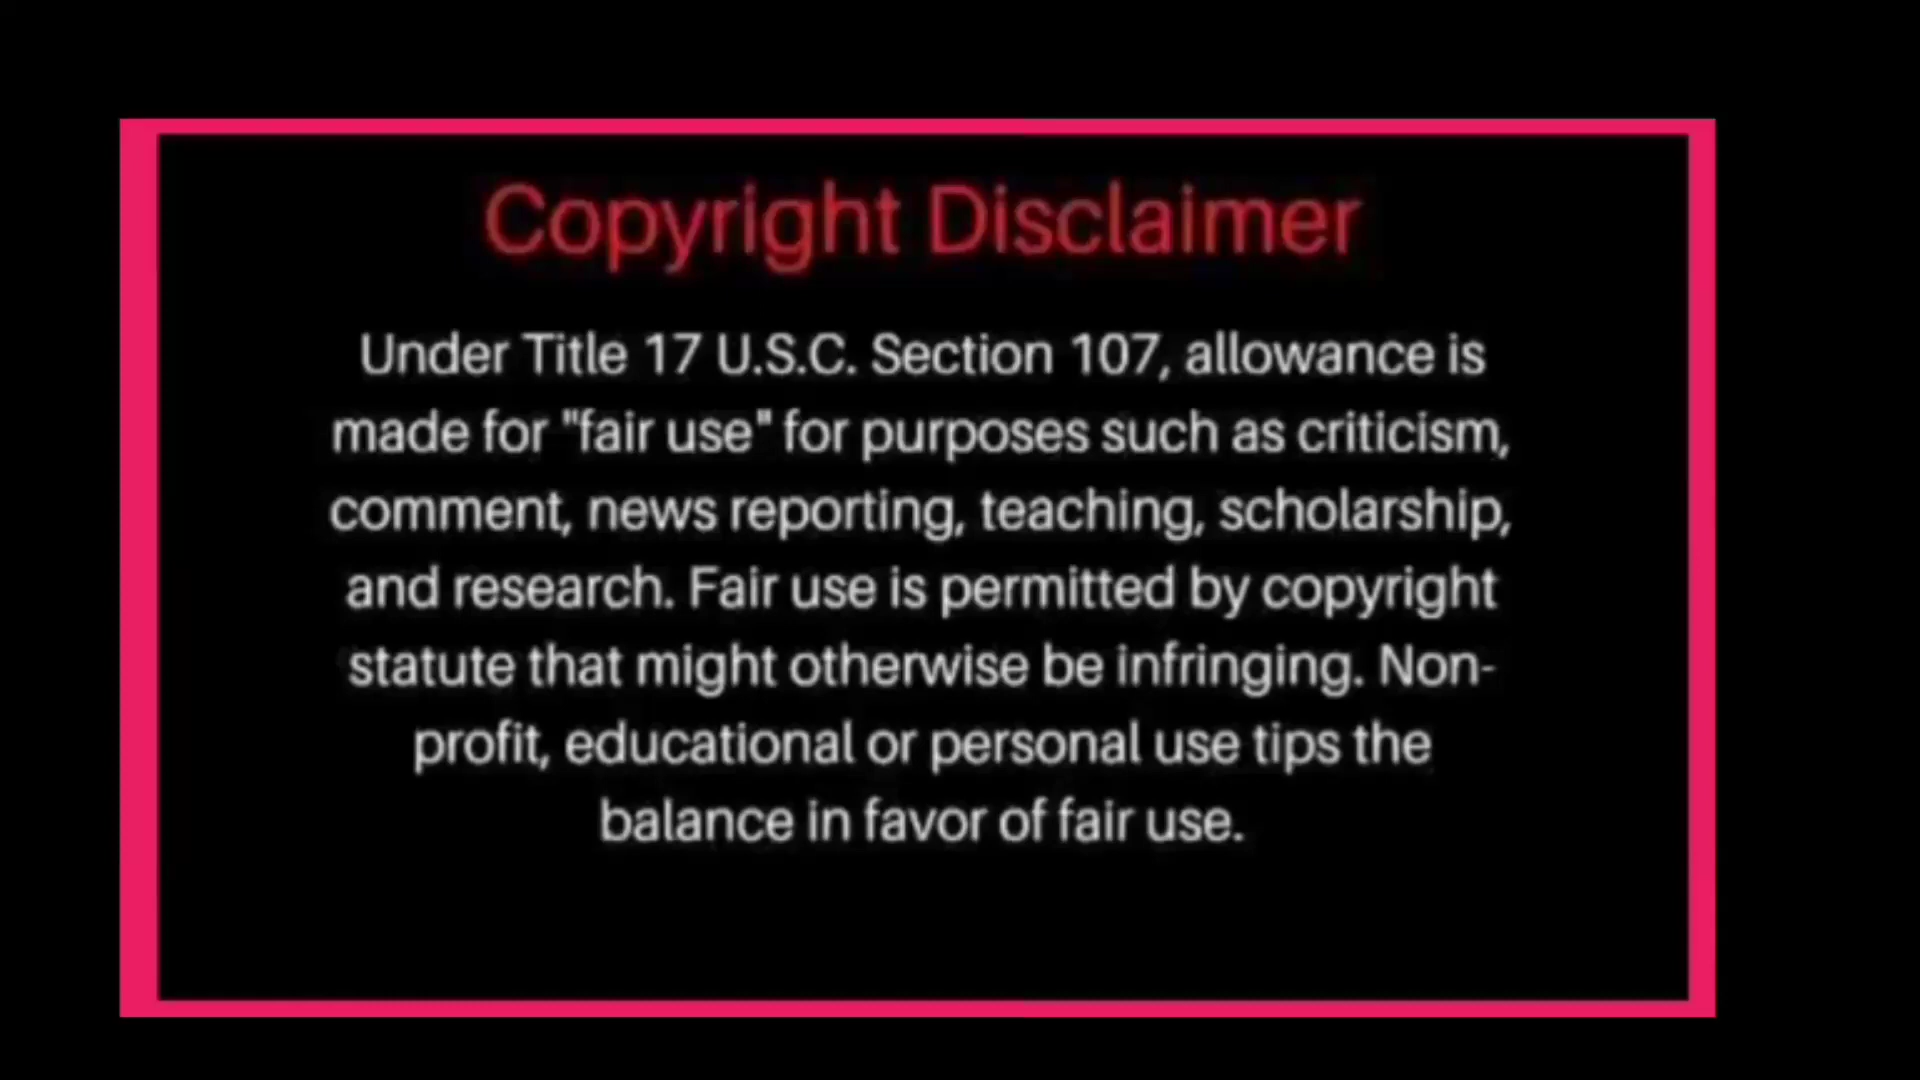 Copyright Disclaimer
Under Title 17 U.S.C. Section 107, allowance is
made for "fair use" for purposes such as criticism,
comment, news reporting, teaching, scholarship,
and research. Fair use is permitted by copyright
statute that might otherwise be infringing. Non-
profit, educational or personal use tips the
balance in favor of fair use.